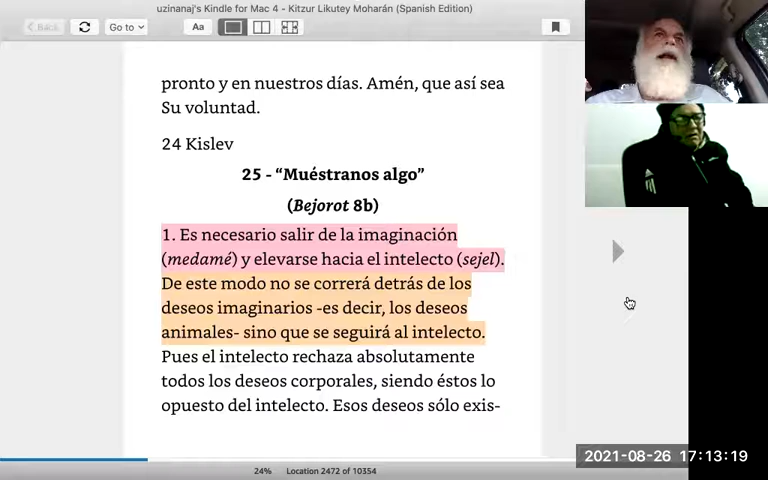 uzinanaj's Kindle for Mac 4 - Kitzur Likutey Moharán (Spanish Edition)
< Back
Go to
Aa
pronto y en nuestros días. Amén, que así sea
Su voluntad.
24 Kislev
25 - “Muéstranos algo”
(Bejorot 8b)
1. Es necesario salir de la imaginación
(medamé) y elevarse hacia el intelecto (sejel).
De este modo no se correrá detrás de los
deseos imaginarios -es decir, los deseos
animales- sino que se seguirá al intelecto.
Pues el intelecto rechaza absolutamente
todos los deseos corporales, siendo éstos lo
opuesto del intelecto. Esos deseos sólo exis-
24%
Location 2472 of 10354
2021-08-26 17:13:19